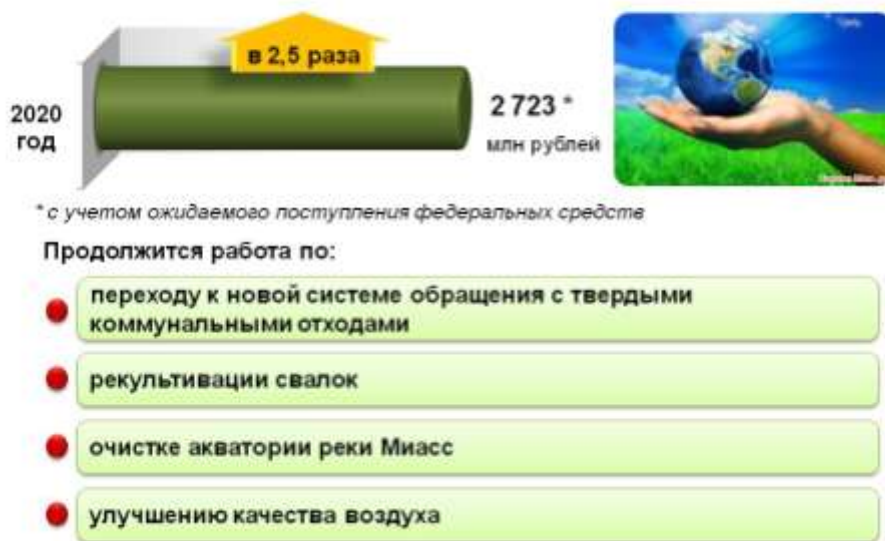 в 2,5 раза
2020
год
2 723 *
млн рублей
* с учетом ожидаемого поступления федеральных средств
Продолжится работа по:
переходу к новой системе обращения с твердыми
коммунальными отходами
рекультивации свалок
очистке акватории реки Миасс
улучшению качества воздуха